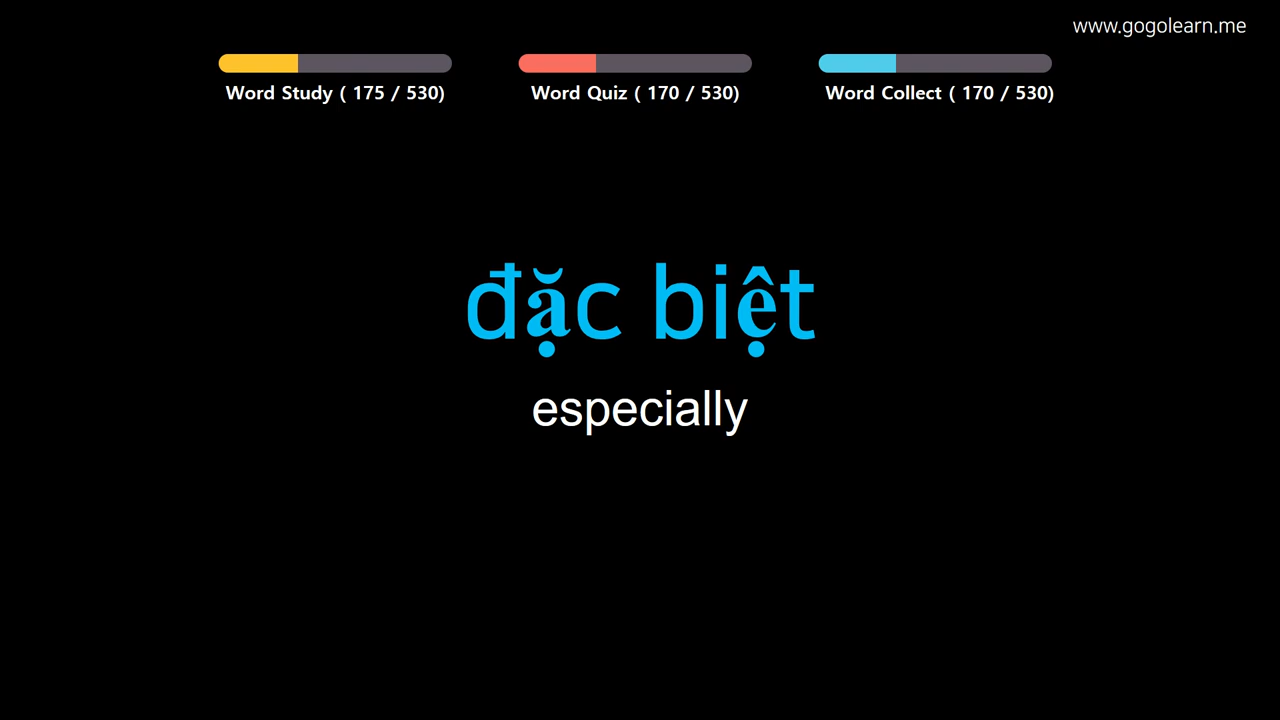 www.gogolearn.me
Word Study ( 175 / 530)
Word Quiz ( 170 / 530)
Word Collect ( 170 / 530)
đặc biệt
especially